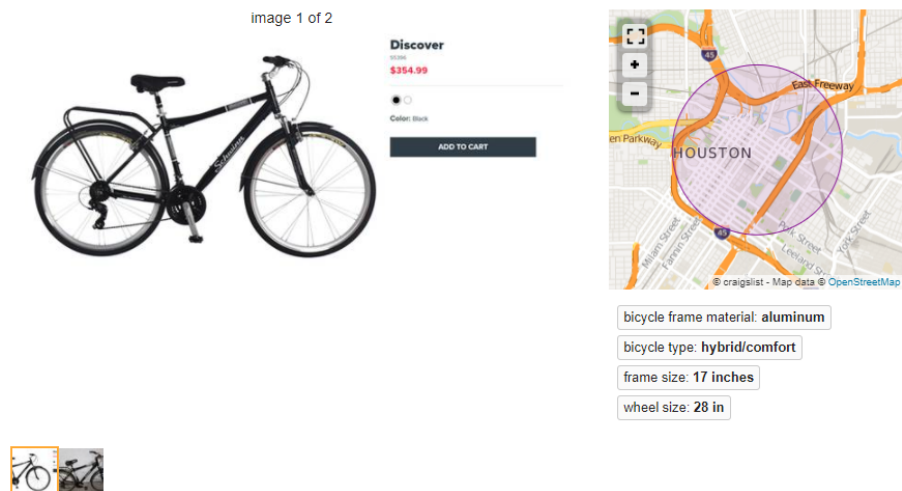 image 1 of 2
Discover
$354.99
Color: Black
ADD TO CART
Schwinn
45
East Freeway
en Parkway
HOUSTON
45
Milam Street
Fannin Street
Park Street
Leeland Stre
York Street
© craigslist - Map data © OpenStreetMap
bicycle frame material: aluminum
bicycle type: hybrid/comfort
frame size: 17 inches
wheel size: 28 in